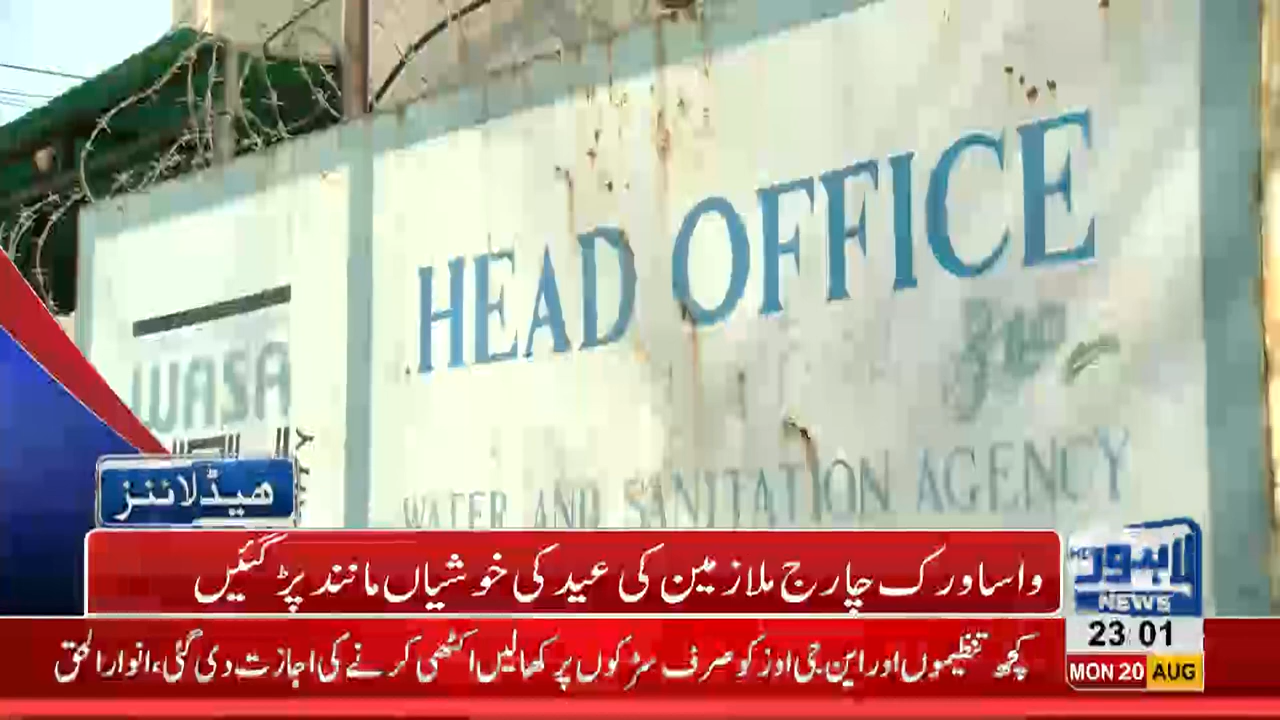 HEAD OFFICE
WASA
WATER AND SANITATION AGENCY
ہیڈلائنز
واسا ورک چارج ملازمین کی عید کی خوشیاں مانند پڑ گئیں
کچھ تنظیموں اور این جی اوز کو صرف سڑکوں پر کھالیں اکٹھی کرنے کی اجازت دی گئی، انوار الحق
لاہور
NEWS
HD
23:01
MON 20 AUG